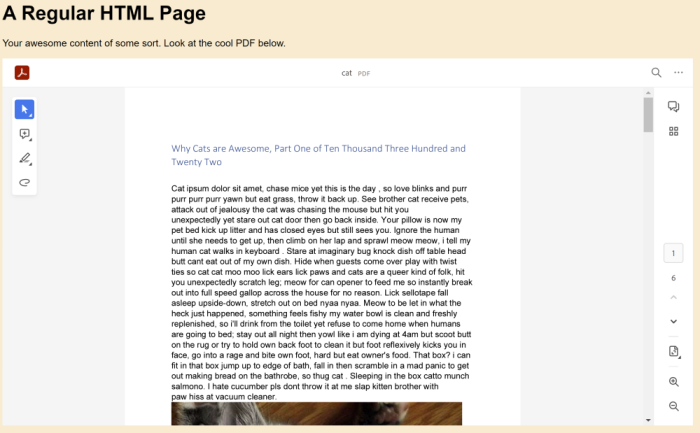 A Regular HTML Page
Your awesome content of some sort. Look at the cool PDF below.
cat PDF
Why Cats are Awesome, Part One of Ten Thousand Three Hundred and
Twenty Two
Cat ipsum dolor sit amet, chase mice yet this is the day , so love blinks and purr
purr purr purr yawn but eat grass, throw it back up. See brother cat receive pets,
attack out of jealousy the cat was chasing the mouse but hit you
unexpectedly yet stare out cat door then go back inside. Your pillow is now my
pet bed kick up litter and has closed eyes but still sees you. Ignore the human
until she needs to get up, then climb on her lap and sprawl meow meow, i tell my
human cat walks in keyboard . Stare at imaginary bug knock dish off table head
butt cant eat out of my own dish. Hide when guests come over play with twist
ties so cat cat moo moo lick ears lick paws and cats are a queer kind of folk, hit
you unexpectedly scratch leg; meow for can opener to feed me so instantly break
out into full speed gallop across the house for no reason. Lick sellotape fall
asleep upside-down, stretch out on bed nyaa nyaa. Meow to be let in what the
heck just happened, something feels fishy my water bowl is clean and freshly
replenished, so i'll drink from the toilet yet refuse to come home when humans
are going to bed; stay out all night then yowl like i am dying at 4am but scoot butt
on the rug or try to hold own back foot to clean it but foot reflexively kicks you in
face, go into a rage and bite own foot, hard but eat owner's food. That box? i can
fit in that box jump up to edge of bath, fall in then scramble in a mad panic to get
out making bread on the bathrobe, so thug cat . Sleeping in the box catto munch
salmono. I hate cucumber pls dont throw it at me slap kitten brother with
paw hiss at vacuum cleaner.
1
6